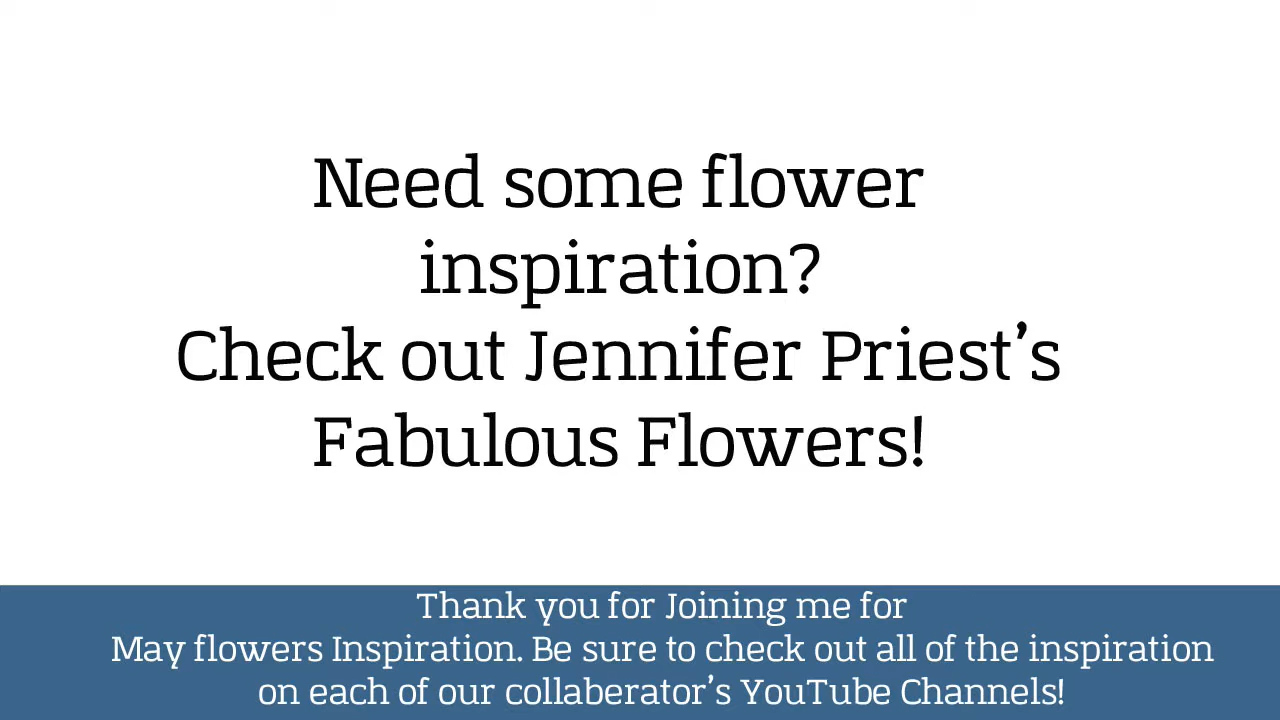 Need some flower
inspiration?
Check out Jennifer Priest’s
Fabulous Flowers!
Thank you for Joining me for
May flowers Inspiration. Be sure to check out all of the inspiration
on each of our collaberator’s YouTube Channels!